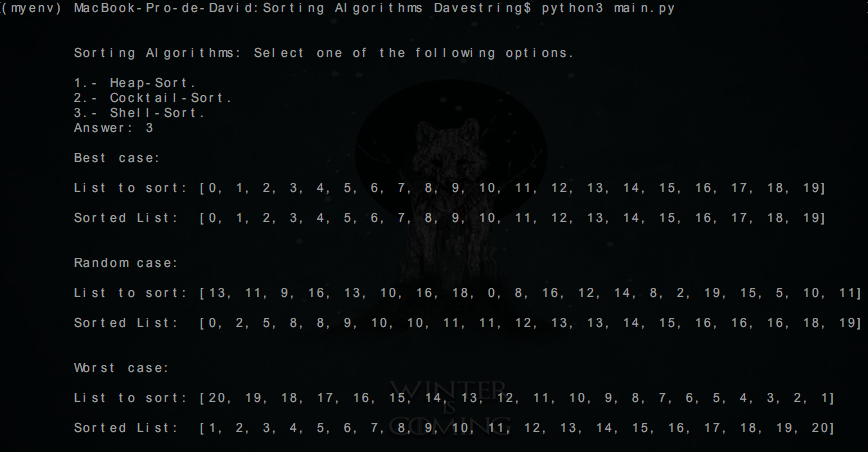 (myenv) MacBook-Pro-de-David:Sorting Algorithms Davestring$ python3 main.py
Sorting Algorithms: Select one of the following options.
1.- Heap-Sort.
2.- Cocktail-Sort.
3.- Shell-Sort.
Answer: 3
Best case:
List to sort: [0, 1, 2, 3, 4, 5, 6, 7, 8, 9, 10, 11, 12, 13, 14, 15, 16, 17, 18, 19]
Sorted List: [0, 1, 2, 3, 4, 5, 6, 7, 8, 9, 10, 11, 12, 13, 14, 15, 16, 17, 18, 19]
Random case:
List to sort: [13, 11, 9, 16, 13, 10, 16, 18, 0, 8, 16, 12, 14, 8, 2, 19, 15, 5, 10, 11]
Sorted List: [0, 2, 5, 8, 8, 9, 10, 10, 11, 11, 12, 13, 13, 14, 15, 16, 16, 16, 18, 19]
Worst case:
List to sort: [20, 19, 18, 17, 16, 15, 14, 13, 12, 11, 10, 9, 8, 7, 6, 5, 4, 3, 2, 1]
Sorted List: [1, 2, 3, 4, 5, 6, 7, 8, 9, 10, 11, 12, 13, 14, 15, 16, 17, 18, 19, 20]
WINTER
IS
COMING